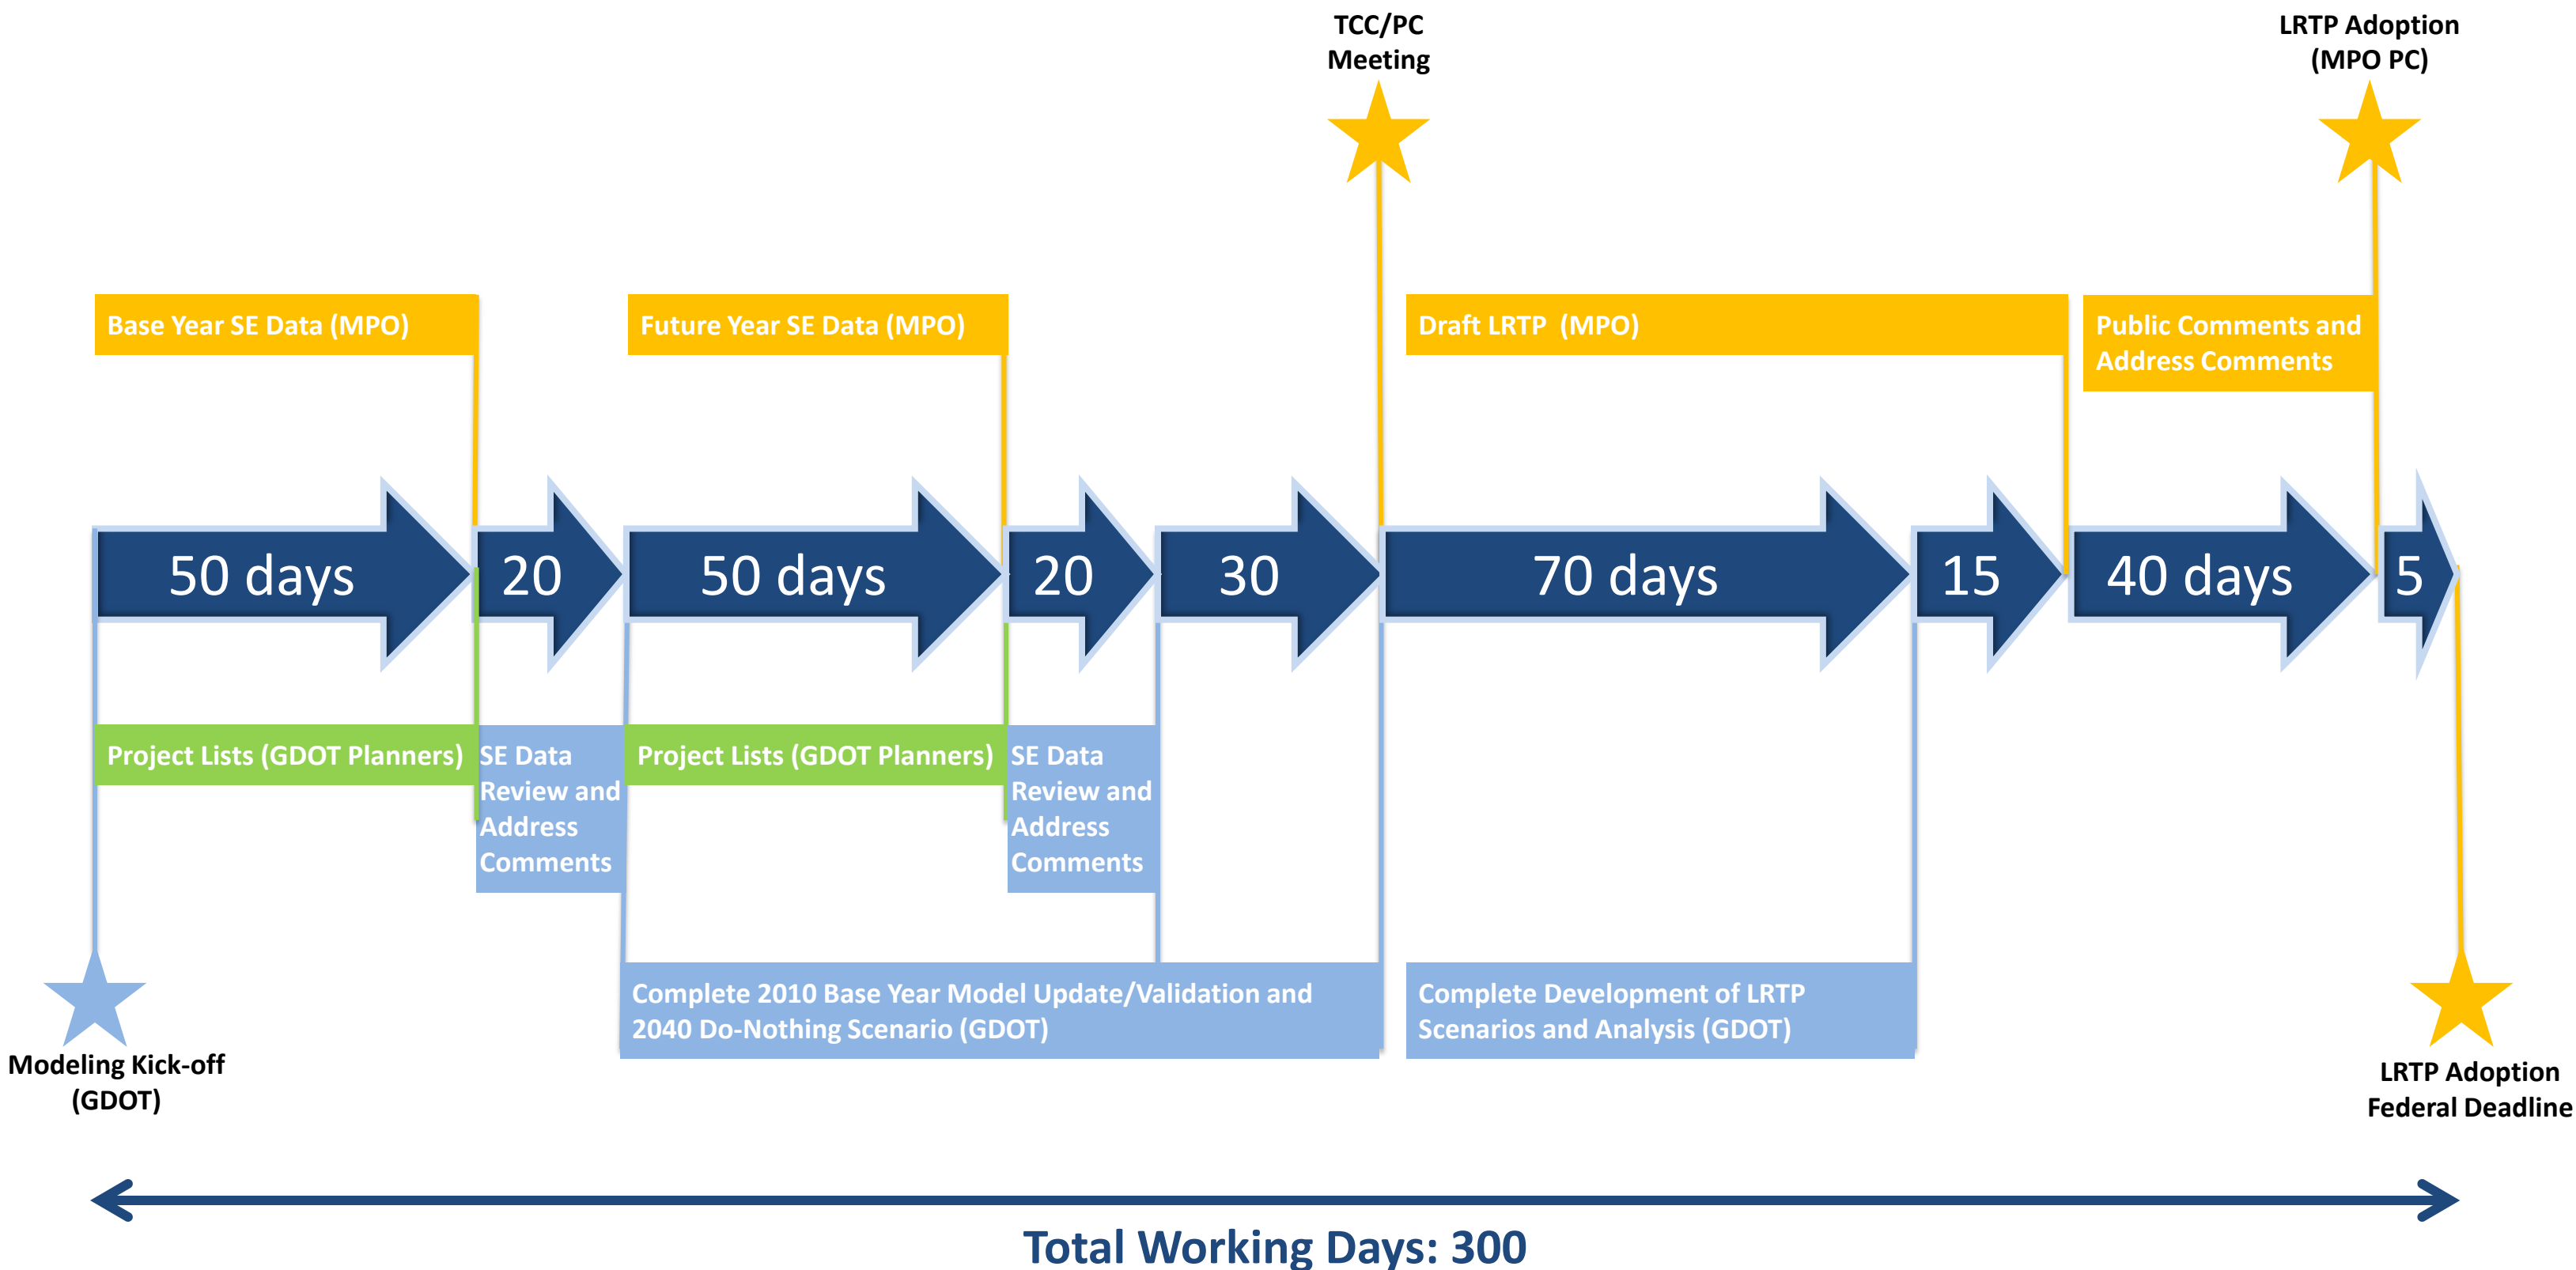 TCC/PC
Meeting
LRTP Adoption
(MPO PC)
Base Year SE Data (MPO)
Future Year SE Data (MPO)
Draft LRTP (MPO)
Public Comments and
Address Comments
50 days
20
50 days
20
30
70 days
15
40 days
5
Project Lists (GDOT Planners)
SE Data
Review and
Address
Comments
Project Lists (GDOT Planners)
SE Data
Review and
Address
Comments
Complete 2010 Base Year Model Update/Validation and
2040 Do-Nothing Scenario (GDOT)
Complete Development of LRTP
Scenarios and Analysis (GDOT)
Modeling Kick-off
(GDOT)
LRTP Adoption
Federal Deadline
Total Working Days: 300